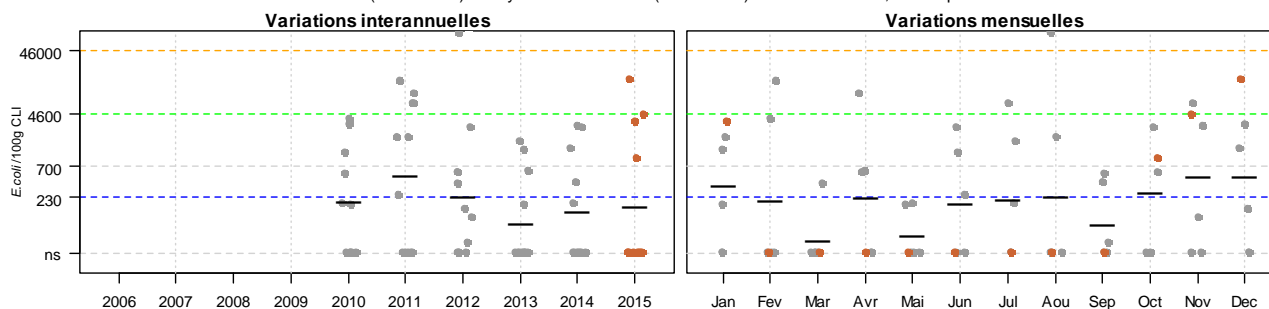 Variations interannuelles
Variations mensuelles
E.coli/100g CLI
46000
4600
700
230
ns
2006 2007 2008 2009 2010 2011 2012 2013 2014 2015
Jan Fev Mar Avr Mai Jun Jul Aou Sep Oct Nov Dec